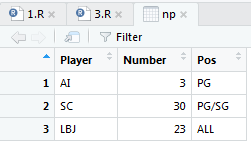 1.R × 3.R × np ×
Filter
Player Number Pos
1 AI 3 PG
2 SC 30 PG/SG
3 LBJ 23 ALL